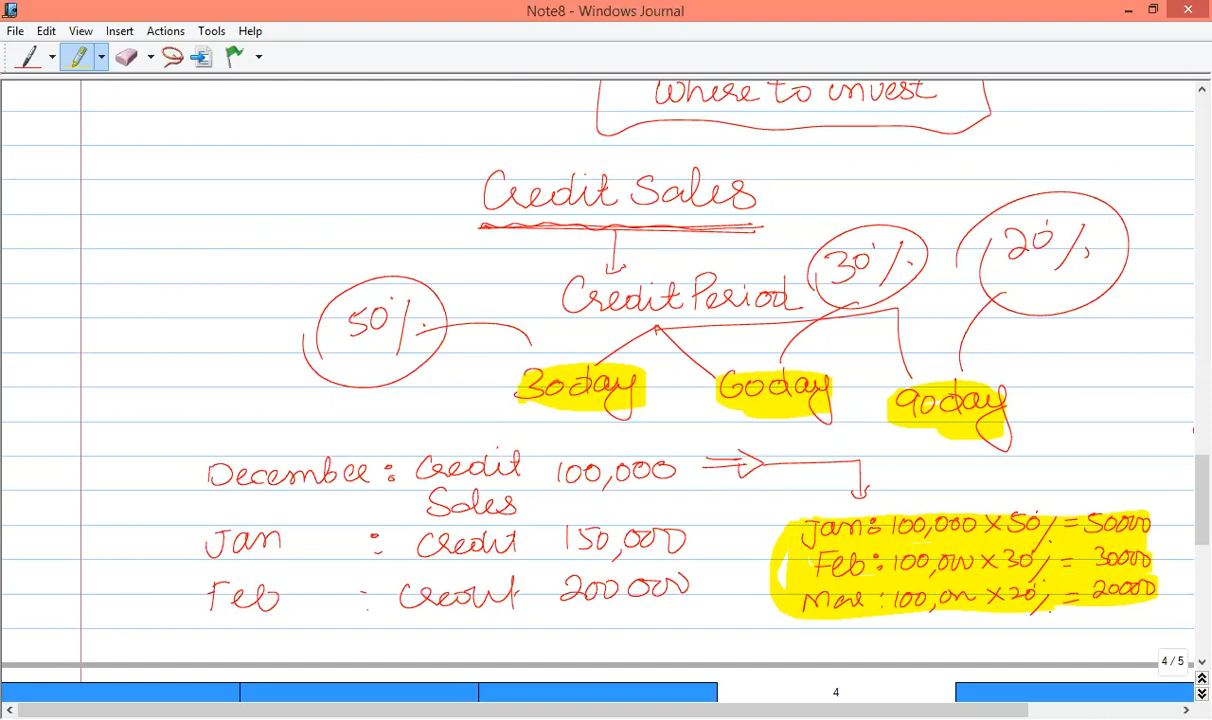 Note8 - Windows Journal
File Edit View Insert Actions Tools Help
Where to invest
Credit Sales
20%
30%
Credit Period
50%
30day 60day 90day
December : Credit Sales 100,000
Jan : Credit 150,000
Feb : Credit 200000
Jan : 100,000 X 50% = 50000
Feb : 100,000 X 30% = 30000
Mar : 100,000 X 20% = 20000
4 / 5
4